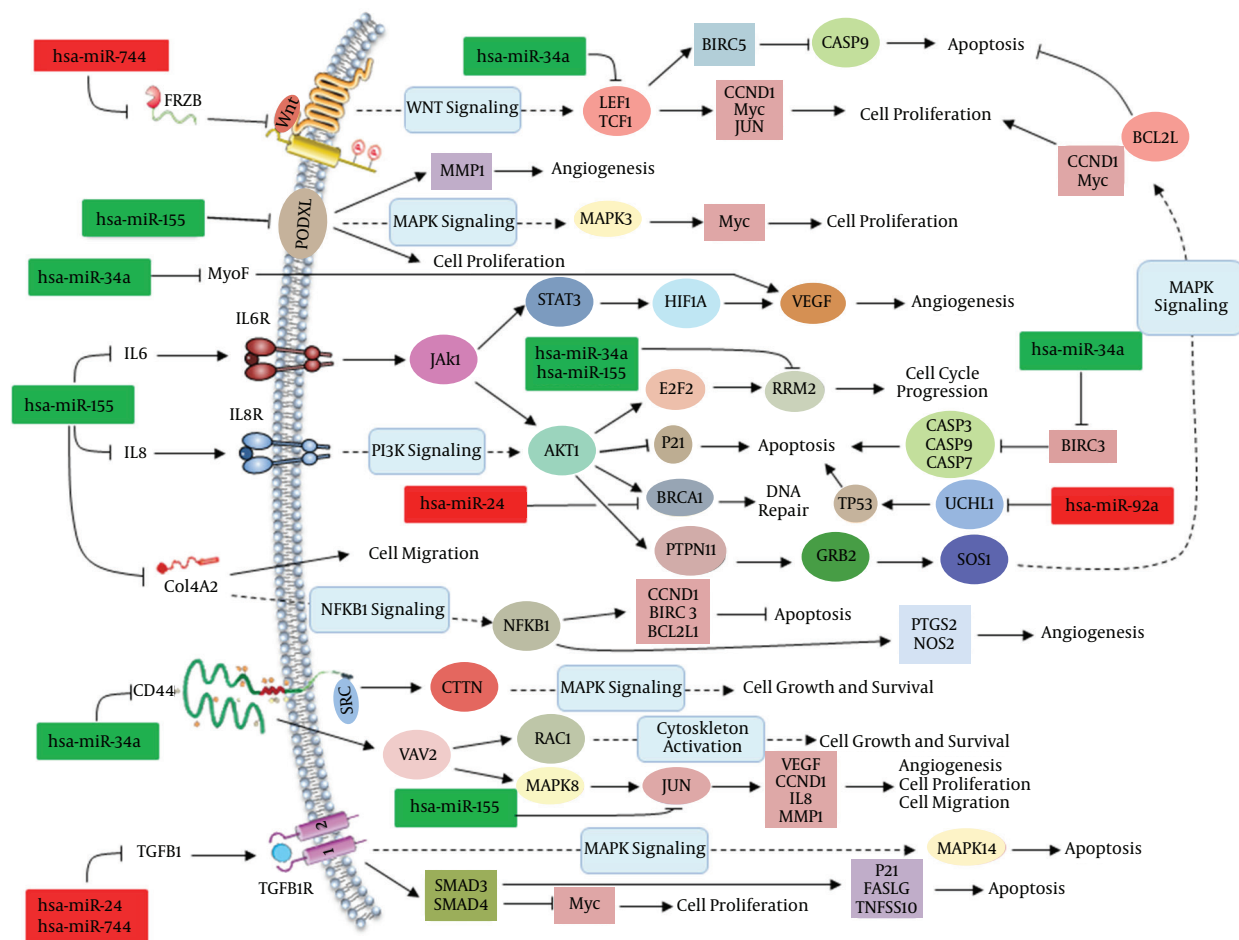 hsa-miR-744
FRZB
Wnt
P
P
WNT Signaling
hsa-miR-34a
LEF1
TCF1
BIRC5
CASP9
Apoptosis
CCND1
Myc
JUN
Cell Proliferation
BCL2L
CCND1
Myc
hsa-miR-155
PODXL
MMP1
Angiogenesis
MAPK Signaling
MAPK3
Myc
Cell Proliferation
Cell Proliferation
hsa-miR-34a
MyoF
STAT3
HIF1A
VEGF
Angiogenesis
MAPK
Signaling
IL6R
IL6
JAk1
hsa-miR-34a
hsa-miR-155
E2F2
RRM2
Cell Cycle
Progression
hsa-miR-34a
hsa-miR-155
IL8R
IL8
PI3K Signaling
AKT1
P21
Apoptosis
CASP3
CASP9
CASP7
BIRC3
hsa-miR-24
BRCA1
DNA
Repair
TP53
UCHL1
hsa-miR-92a
PTPN11
GRB2
SOS1
Cell Migration
Col4A2
NFKB1 Signaling
NFKB1
CCND1
BIRC 3
BCL2L1
Apoptosis
PTGS2
NOS2
Angiogenesis
CD44
SRC
CTTN
MAPK Signaling
Cell Growth and Survival
hsa-miR-34a
VAV2
RAC1
Cytoskleton
Activation
Cell Growth and Survival
MAPK8
JUN
VEGF
CCND1
IL8
MMP1
Angiogenesis
Cell Proliferation
Cell Migration
hsa-miR-155
TGFB1
2
1
TGFB1R
MAPK Signaling
MAPK14
Apoptosis
hsa-miR-24
hsa-miR-744
SMAD3
SMAD4
Myc
Cell Proliferation
P21
FASLG
TNFSS10
Apoptosis